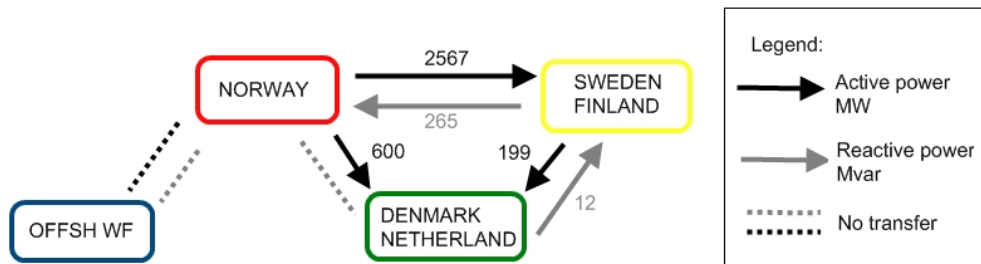 2567
Legend:
NORWAY
SWEDEN
FINLAND
Active power
MW
265
600
199
Reactive power
Mvar
12
OFFSH WF
DENMARK
NETHERLAND
No transfer